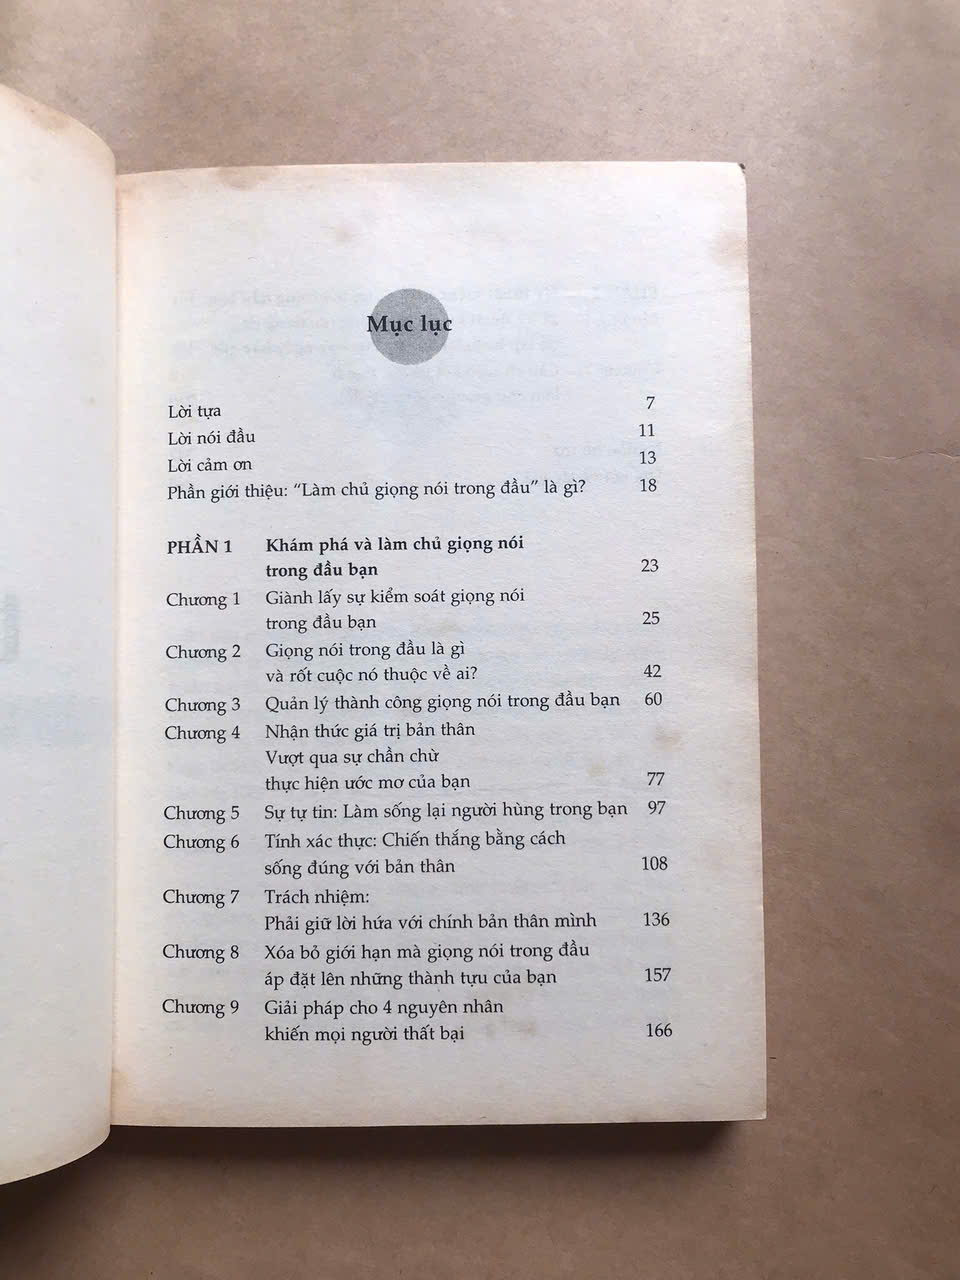 Mục lục
Lời tựa 7
Lời nói đầu 11
Lời cảm ơn 13
Phần giới thiệu: “Làm chủ giọng nói trong đầu” là gì? 18
PHẦN 1 Khám phá và làm chủ giọng nói
trong đầu bạn 23
Chương 1 Giành lấy sự kiểm soát giọng nói
trong đầu bạn 25
Chương 2 Giọng nói trong đầu là gì
và rốt cuộc nó thuộc về ai? 42
Chương 3 Quản lý thành công giọng nói trong đầu bạn 60
Chương 4 Nhận thức giá trị bản thân
Vượt qua sự chần chừ
thực hiện ước mơ của bạn 77
Chương 5 Sự tự tin: Làm sống lại người hùng trong bạn 97
Chương 6 Tính xác thực: Chiến thắng bằng cách
sống đúng với bản thân 108
Chương 7 Trách nhiệm:
Phải giữ lời hứa với chính bản thân mình 136
Chương 8 Xóa bỏ giới hạn mà giọng nói trong đầu
áp đặt lên những thành tựu của bạn 157
Chương 9 Giải pháp cho 4 nguyên nhân
khiến mọi người thất bại 166